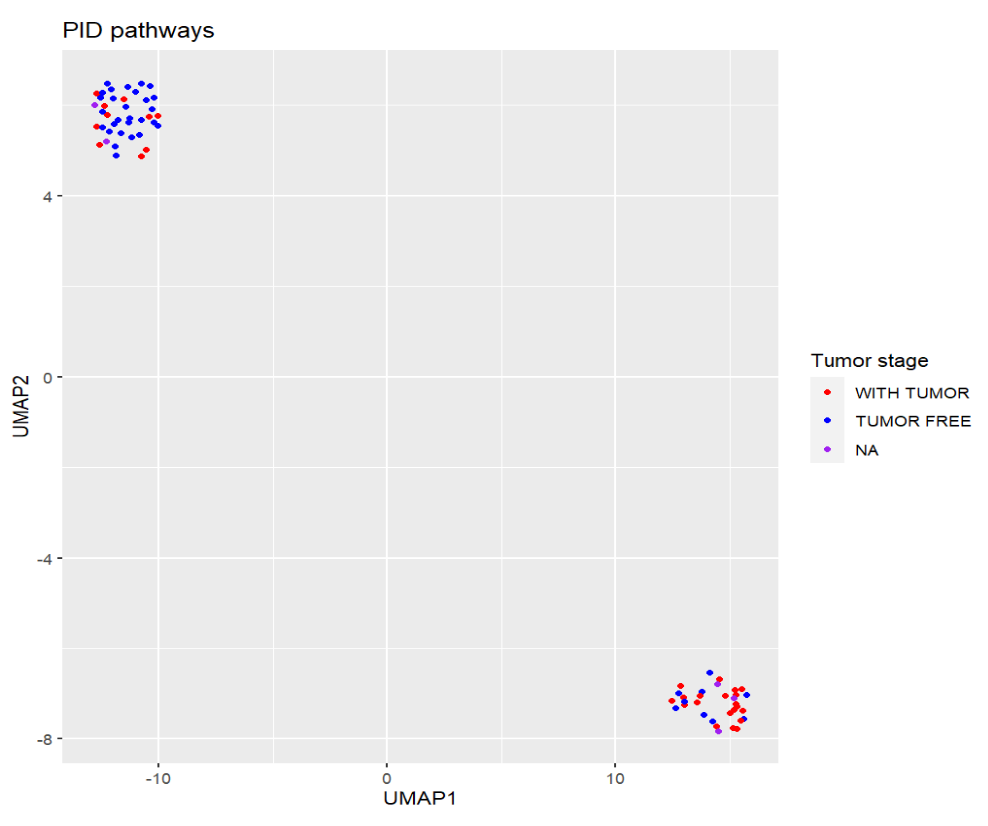 PID pathways
4
0
-4
-8
UMAP2
-10
0
10
UMAP1
Tumor stage
WITH TUMOR
TUMOR FREE
NA